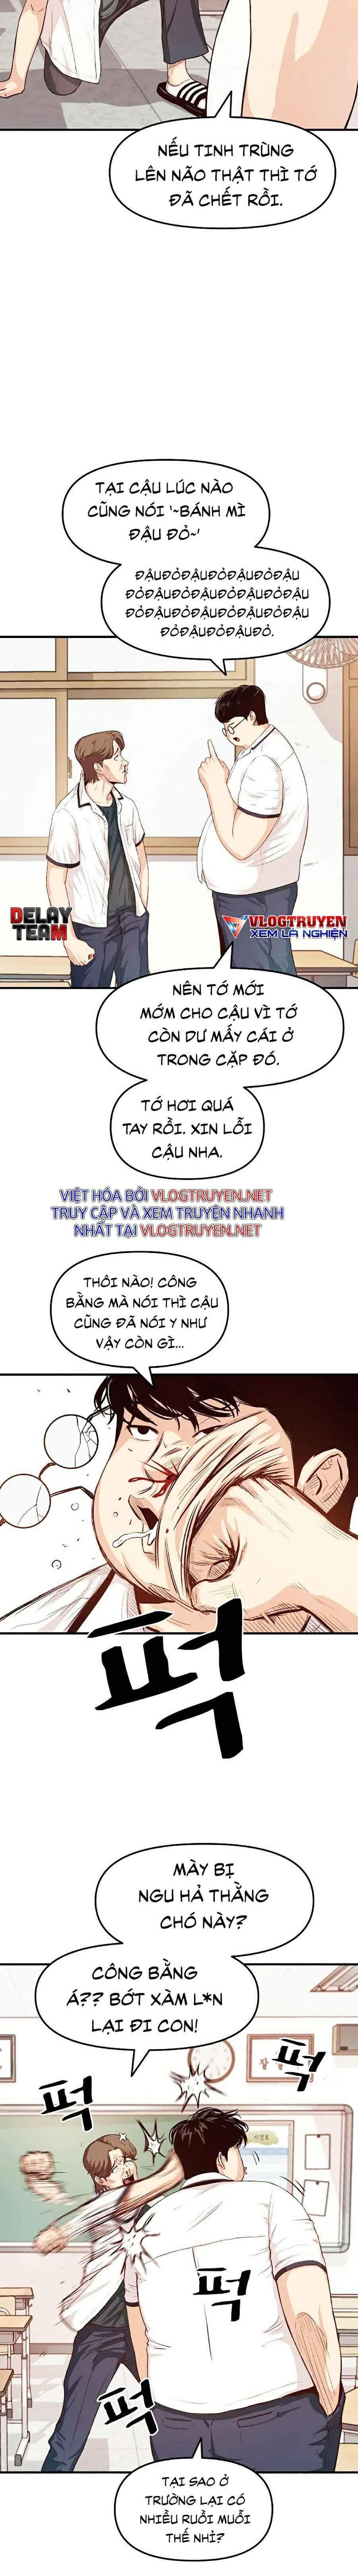 NẾU TINH TRÙNG
LÊN NÃO THẬT THÌ TỚ
ĐÃ CHẾT RỒI.
TẠI CẬU LÚC NÀO
CŨNG NÓI '~BÁNH MÌ
ĐẬU ĐỎ~'
ĐẬUĐỎĐẬUĐỎĐẬUĐỎĐẬU
ĐỎĐẬUĐỎĐẬUĐỎĐẬUĐỎĐẬU
ĐỎĐẬUĐỎĐẬUĐỎĐẬUĐỎĐẬU
ĐỎĐẬUĐỎĐẬUĐỎ.
DELAY
TEAM
VLOGTRUYEN
XEM LÀ NGHIỆN
NÊN TỚ MỚI
MỚM CHO CẬU VÌ TỚ
CÒN DƯ MẤY CÁI Ở
TRONG CẶP ĐÓ.
TỚ HƠI QUÁ
TAY RỒI. XIN LỖI
CẬU NHA.
VIỆT HÓA BỞI VLOGTRUYEN.NET
TRUY CẬP VÀ XEM TRUYỆN NHANH
NHẤT TẠI VLOGTRUYEN.NET
THÔI NÀO! CÔNG
BẰNG MÀ NÓI THÌ CẬU
CŨNG ĐÃ NÓI Y NHƯ
VẬY CÒN GÌ...
퍽
MÀY BỊ
NGU HẢ THẰNG
CHÓ NÀY?
CÔNG BẰNG
Á?? BỚT XÀM L*N
LẠI ĐI CON!
퍽
퍽
퍽
퍽
TẠI SAO Ở
TRƯỜNG LẠI CÓ
NHIỀU RUỒI MUỖI
THẾ NHỈ?